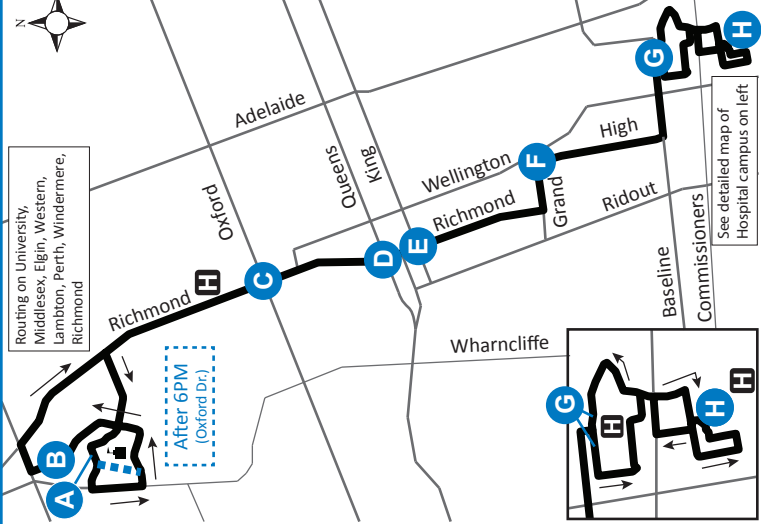 N
Routing on University,
Middlesex, Elgin, Western,
Lambton, Perth, Windermere,
Richmond
Adelaide
Oxford
Queens
King
Wellington
Richmond
H
C
D
E
Richmond
F
Grand
High
Ridout
G
H
Baseline
Commissioners
See detailed map of
Hospital campus on left
Wharncliffe
After 6PM
(Oxford Dr.)
B
A
G
H
H
H